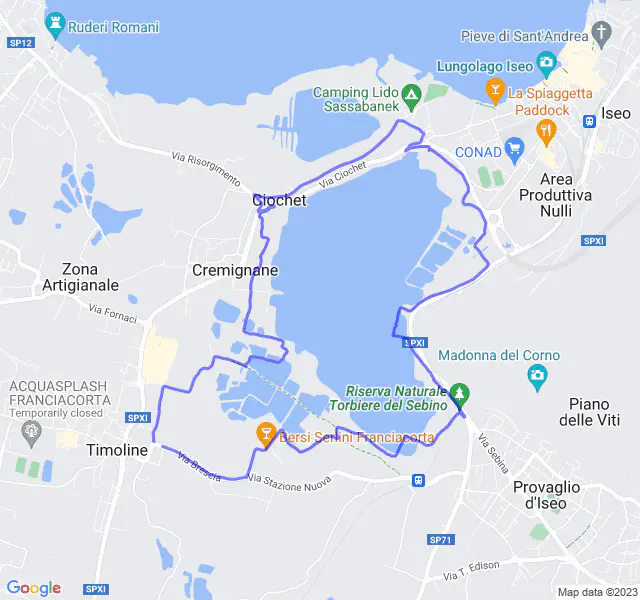 Ruderi Romani
SP12
Pieve di Sant'Andrea
Lungolago Iseo
Camping Lido
Sassabanek
La Spiaggetta
Paddock
Iseo
Via Risorgimento
Via Ciochet
CONAD
Ciochet
Area
Produttiva
Nulli
SPXI
Zona
Artigianale
Cremignane
Via Fornaci
SPXI
Madonna del Corno
ACQUASPLASH
FRANCIACORTA
Temporarily closed
SPXI
Riserva Naturale
Torbiere del Sebino
Piano
delle Viti
Timoline
Bersi Serlini Franciacorta
Via Brescia
Via Stazione Nuova
Via Sebina
Provaglio
d'Iseo
SP71
Via T. Edison
SPXI
Google
Map data ©2023